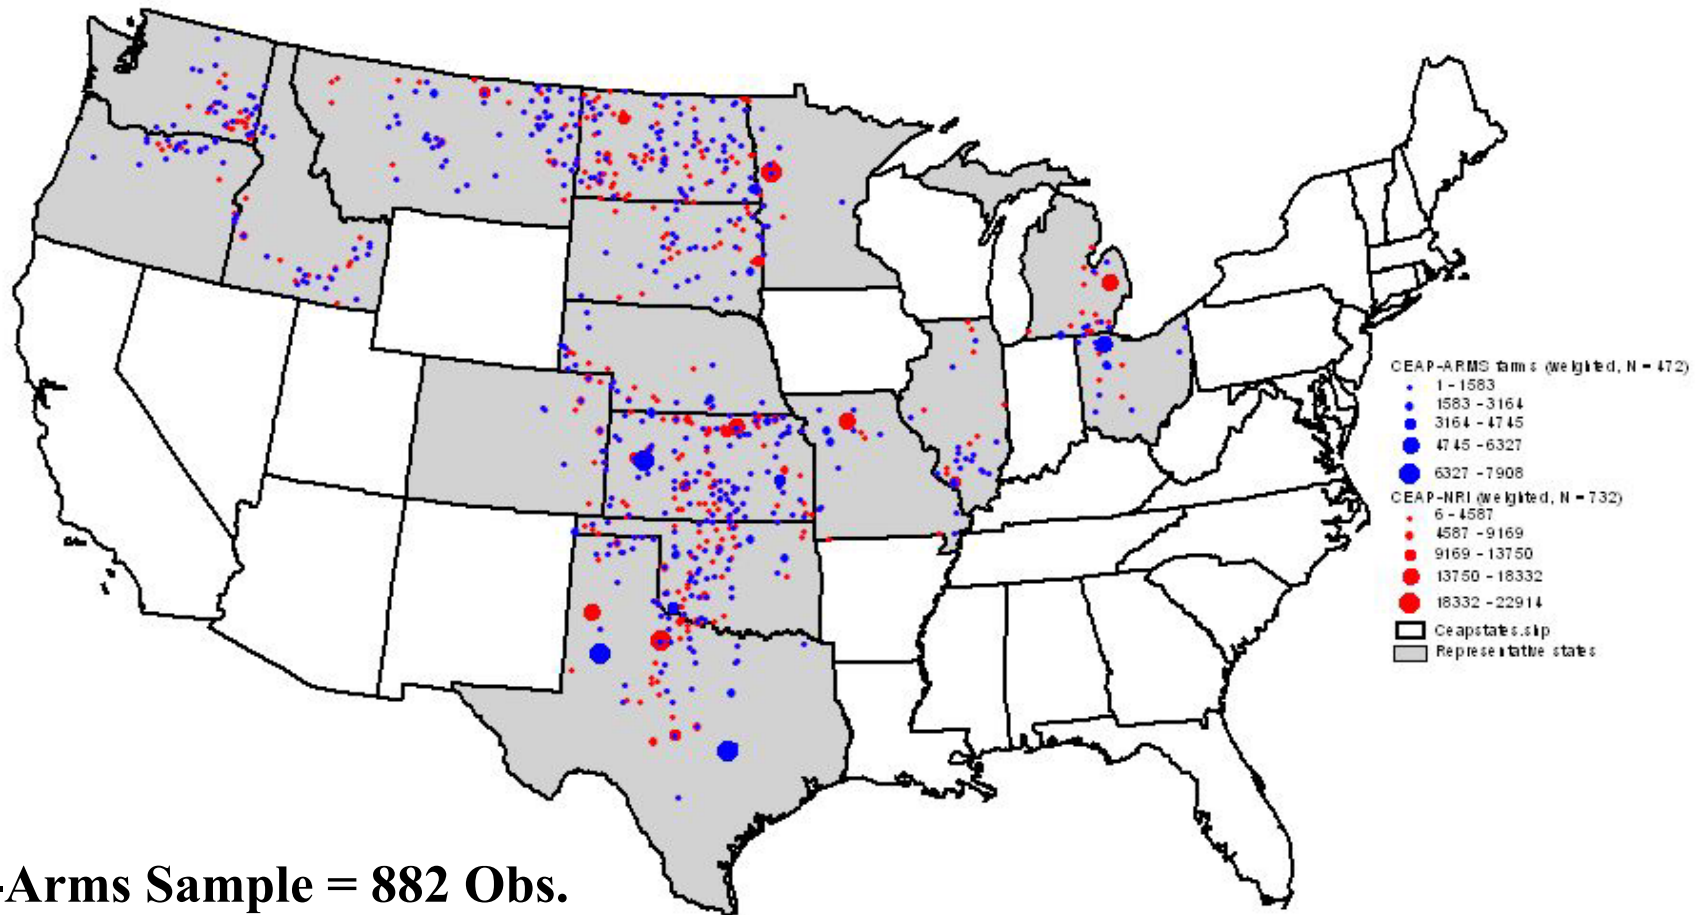 CEAP-ARMS farms (weighted, N = 472)
1 - 1583
1583 - 3164
3164 - 4745
4745 - 6327
6327 - 7908
CEAP-NRI (weighted, N = 732)
6 - 4587
4587 - 9169
9169 - 13750
13750 - 18332
18332 - 22914
Ceapstates.shp
Representative states
-Arms Sample = 882 Obs.